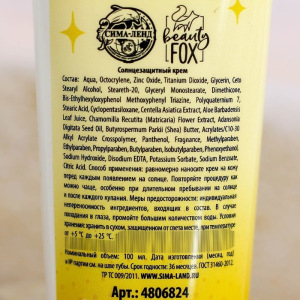 СИМА-ЛЕНД
beauty
FOX
Солнцезащитный крем
Состав: Aqua, Octocrylene, Zinc Oxide, Titanium Dioxide, Glycerin, Ceto
Stearyl Alcohol, Steareth-20, Glyceryl Monostearate, Dimethicone,
Bis-Ethylhexyloxyphenol Methoxyphenyl Triazine, Polyquaternium 7,
Stearic Acid, Cyclopentasiloxane, Centella Asiatica Extract, Aloe Barbadensis
Leaf Juice, Chamomilla Recutita (Matricaria) Flower Extract, Adansonia
Digitata Seed Oil, Butyrospermum Parkii (Shea) Butter, Acrylates/C10-30
Alkyl Acrylate Crosspolymer, Panthenol, Fragrance, Methylparaben,
Ethylparaben, Propylparaben, Butylparaben, Isobutylparaben, Phenoxyethanol,
Sodium Hydroxide, Disodium EDTA, Potassium Sorbate, Sodium Benzoate,
Citric Acid. Способ применения: равномерно нанесите крем на кожу
перед каждым появлением на солнце. Повторяйте процедуру как
можно чаще, особенно при длительном пребывании на солнце и
после каждого купания. Меры предосторожности: индивидуальная
непереносимость ингредиентов, входящих в состав. В случае
попадания в глаза, промойте большим количеством воды. Условия
хранения: хранить в сухом, защищённом от света месте, при температуре
от +5 °C до +25 °C.
Номинальный объем: 100 мл. Дата изготовления (месяц, год)
и № партии см. на шве тубы. Срок годности: 36 месяцев. ГОСТ 31460-2012.
ТР ТС 009/2011. WWW.SIMA-LAND.RU
Арт.: 4806824